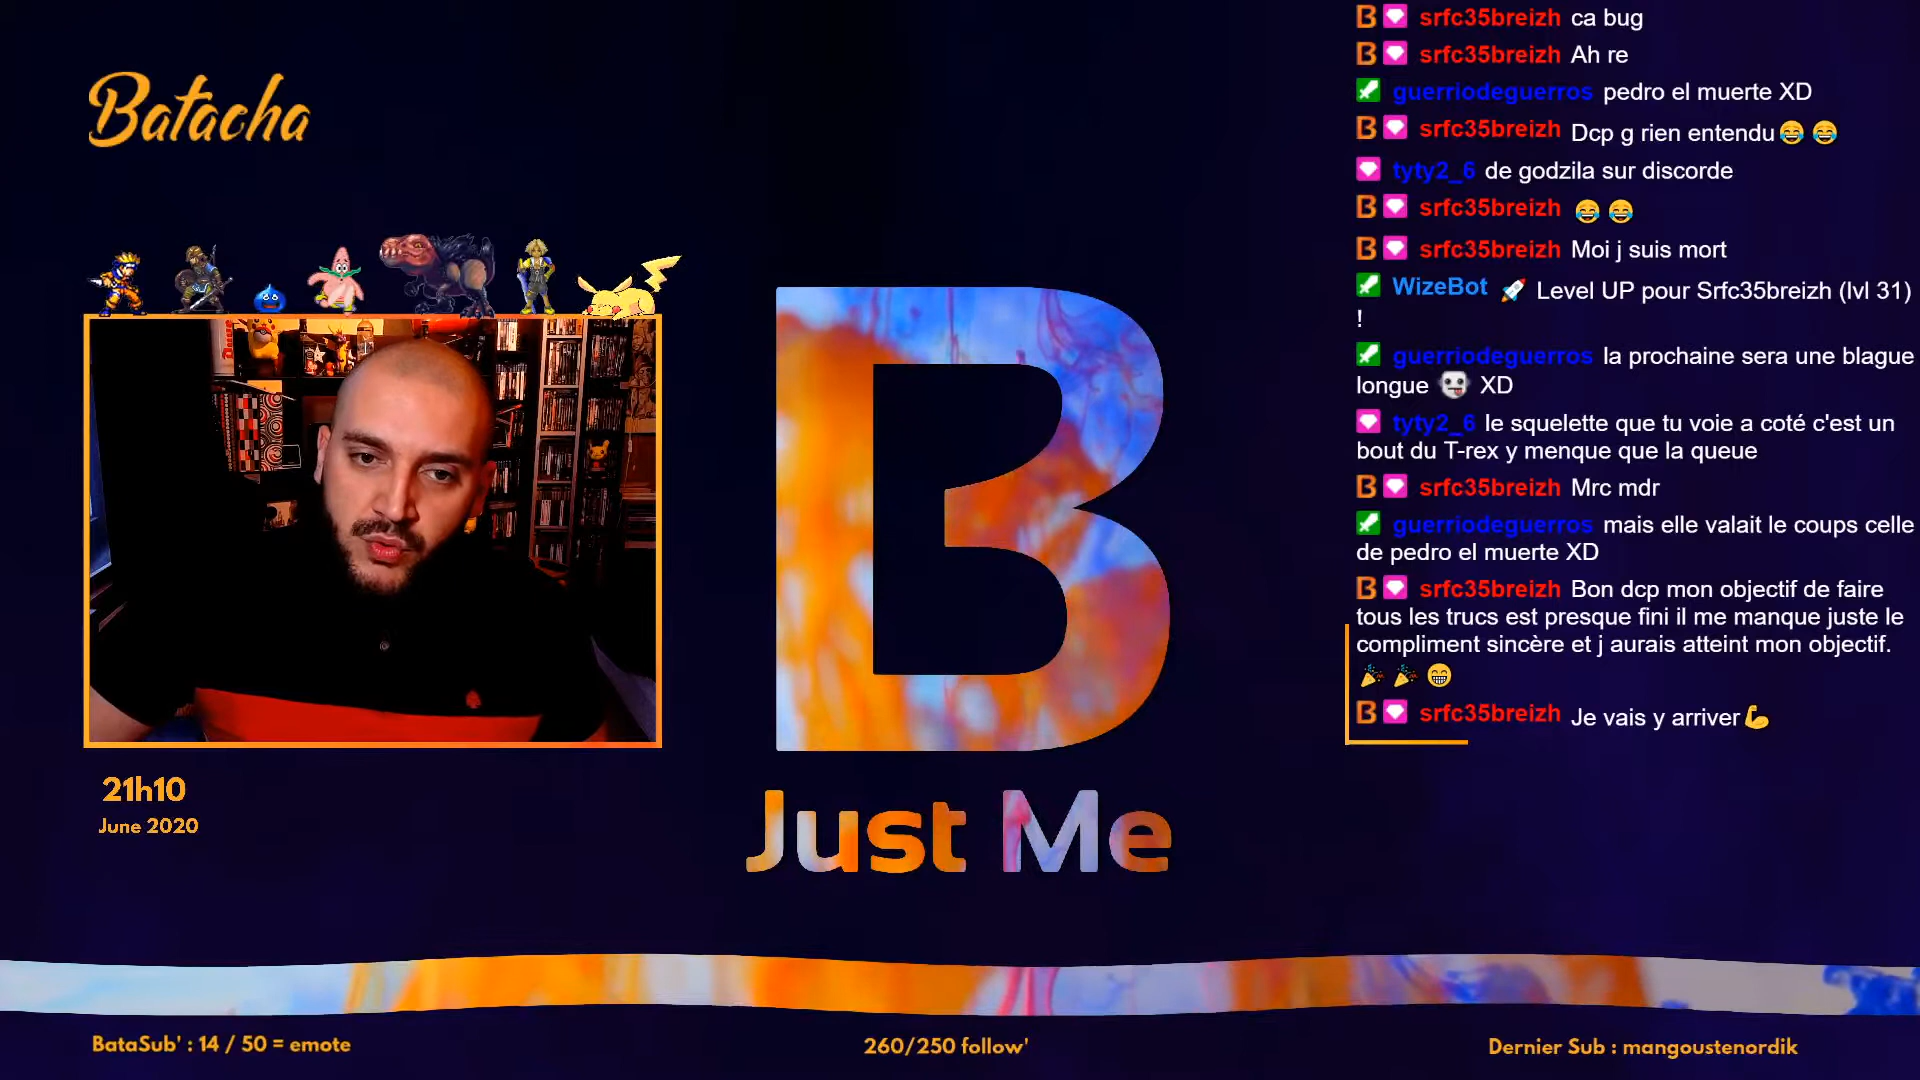 Batacha
21h10
June 2020
B
Just Me
srfc35breizh ca bug
srfc35breizh Ah re
guerriodeguerros pedro el muerte XD
srfc35breizh Dcp g rien entendu😂 😂
tyty2_6 de godzila sur discorde
srfc35breizh 😂 😂
srfc35breizh Moi j suis mort
WizeBot 🚀 Level UP pour Srfc35breizh (lvl 31)
!
guerriodeguerros la prochaine sera une blague
longue XD
tyty2_6 le squelette que tu voie a coté c'est un
bout du T-rex y menque que la queue
srfc35breizh Mrc mdr
guerriodeguerros mais elle valait le coups celle
de pedro el muerte XD
srfc35breizh Bon dcp mon objectif de faire
tous les trucs est presque fini il me manque juste le
compliment sincère et j aurais atteint mon objectif.
🎉 🎉 😁
srfc35breizh Je vais y arriver💪
BataSub' : 14 / 50 = emote
260/250 follow'
Dernier Sub : mangoustenordik